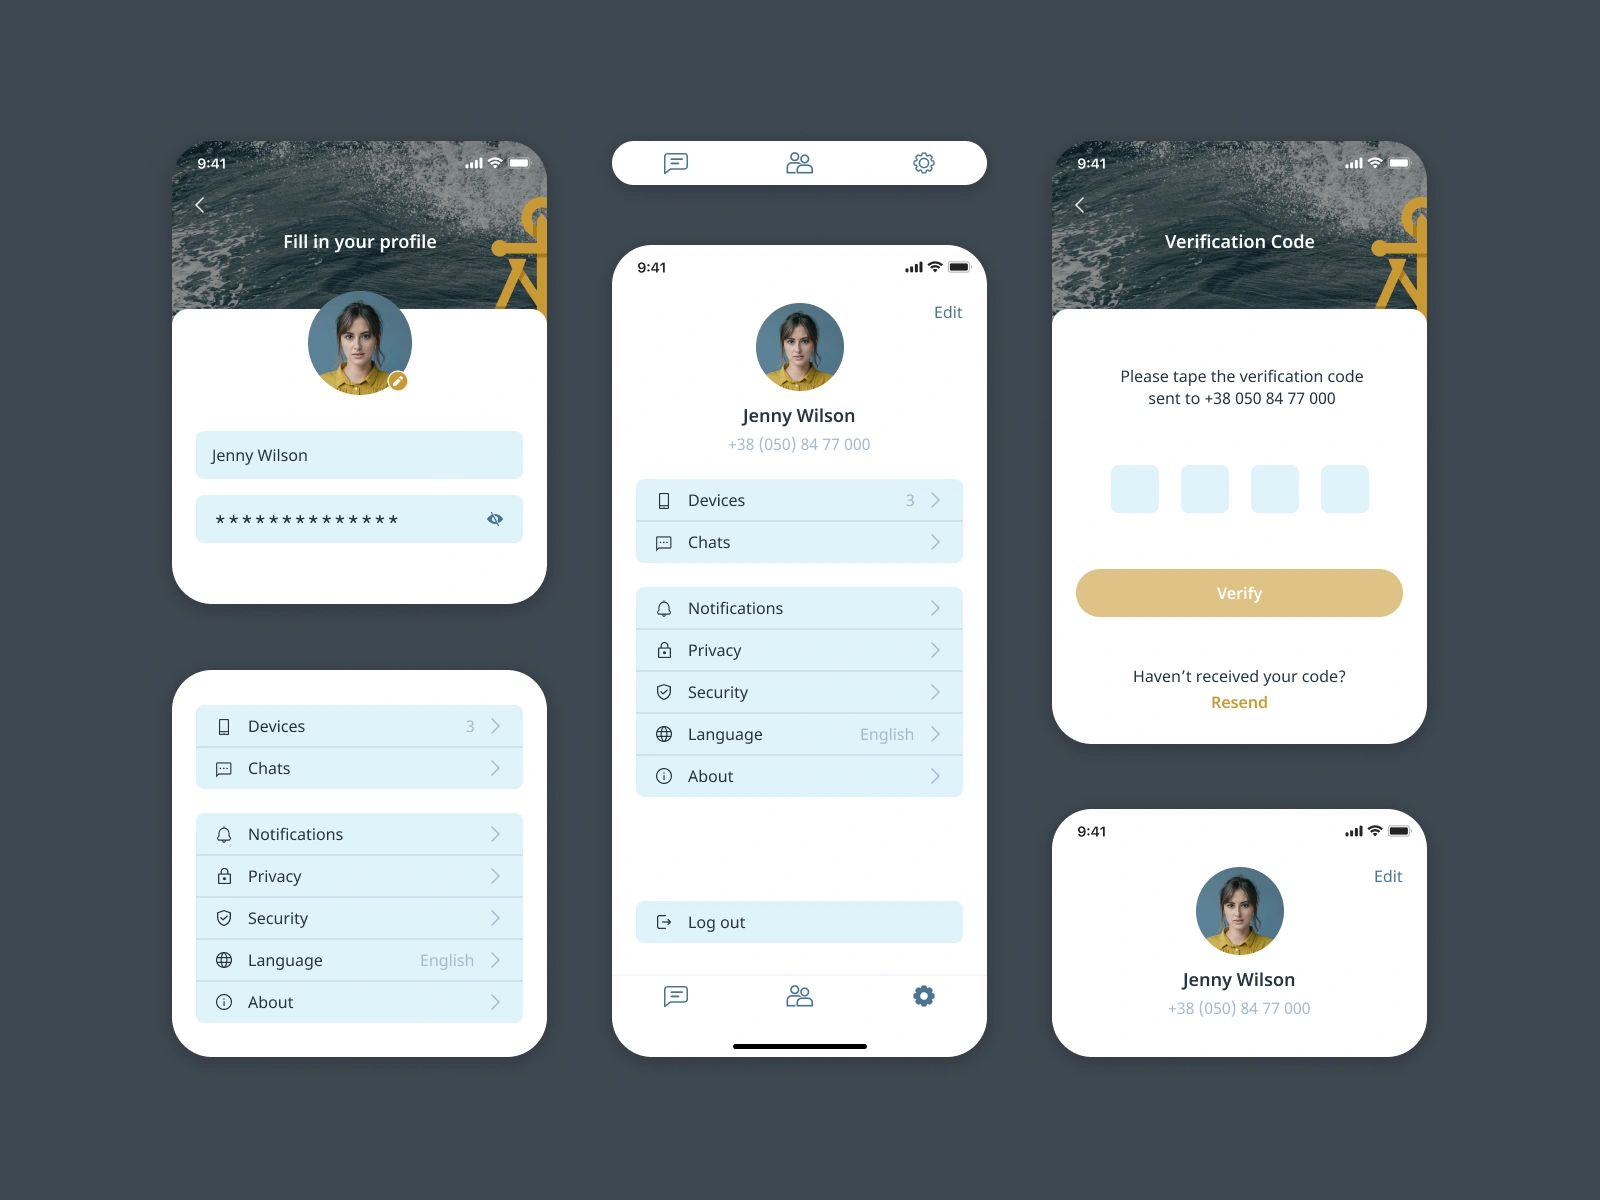 9:41
Fill in your profile
Jenny Wilson
**************
Devices 3
Chats
Notifications
Privacy
Security
Language English
About
9:41
Edit
Jenny Wilson
+38 (050) 84 77 000
Devices 3
Chats
Notifications
Privacy
Security
Language English
About
Log out
9:41
Verification Code
Please tape the verification code
sent to +38 050 84 77 000
Verify
Haven’t received your code?
Resend
9:41
Edit
Jenny Wilson
+38 (050) 84 77 000